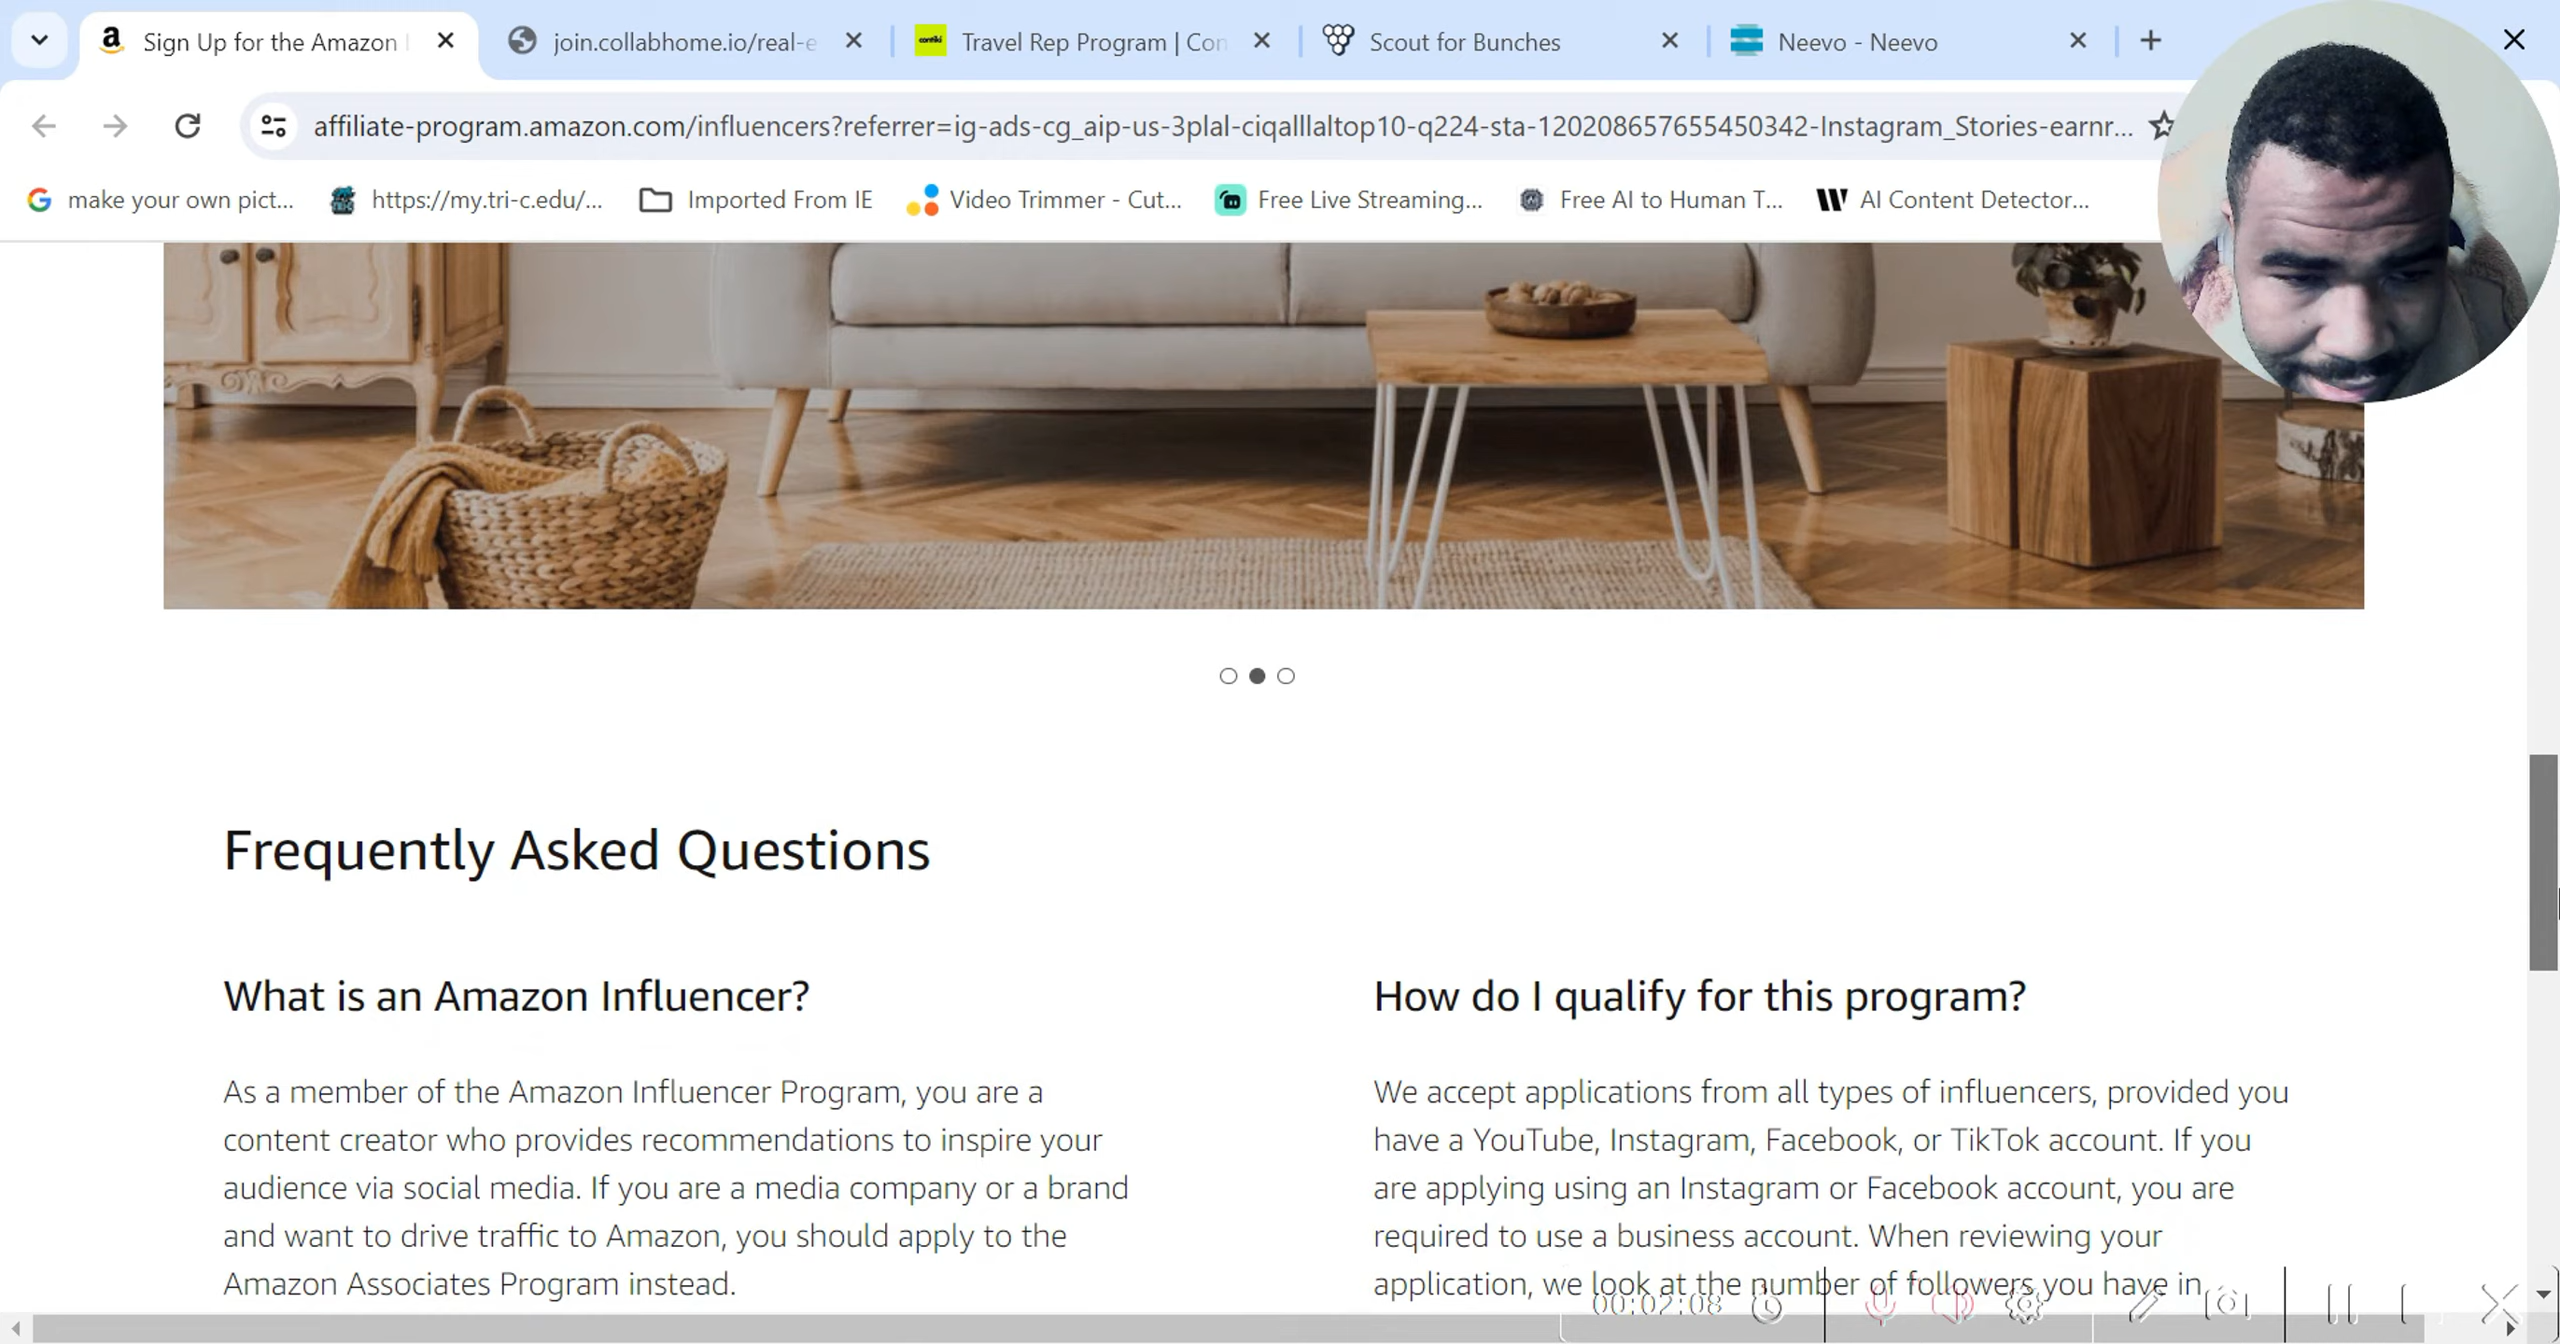 Sign Up for the Amazon
join.collabhome.io/real-e
contiki
Travel Rep Program | Con
Scout for Bunches
Neevo - Neevo
affiliate-program.amazon.com/influencers?referrer=ig-ads-cg_aip-us-3plal-ciqalllaltop10-q224-sta-120208657655450342-Instagram_Stories-earnr...
make your own pict...
https://my.tri-c.edu/...
Imported From IE
Video Trimmer - Cut...
Free Live Streaming...
Free AI to Human T...
AI Content Detector...
Frequently Asked Questions
What is an Amazon Influencer?
As a member of the Amazon Influencer Program, you are a
content creator who provides recommendations to inspire your
audience via social media. If you are a media company or a brand
and want to drive traffic to Amazon, you should apply to the
Amazon Associates Program instead.
How do I qualify for this program?
We accept applications from all types of influencers, provided you
have a YouTube, Instagram, Facebook, or TikTok account. If you
are applying using an Instagram or Facebook account, you are
required to use a business account. When reviewing your
application, we look at the number of followers you have in
00:02:08